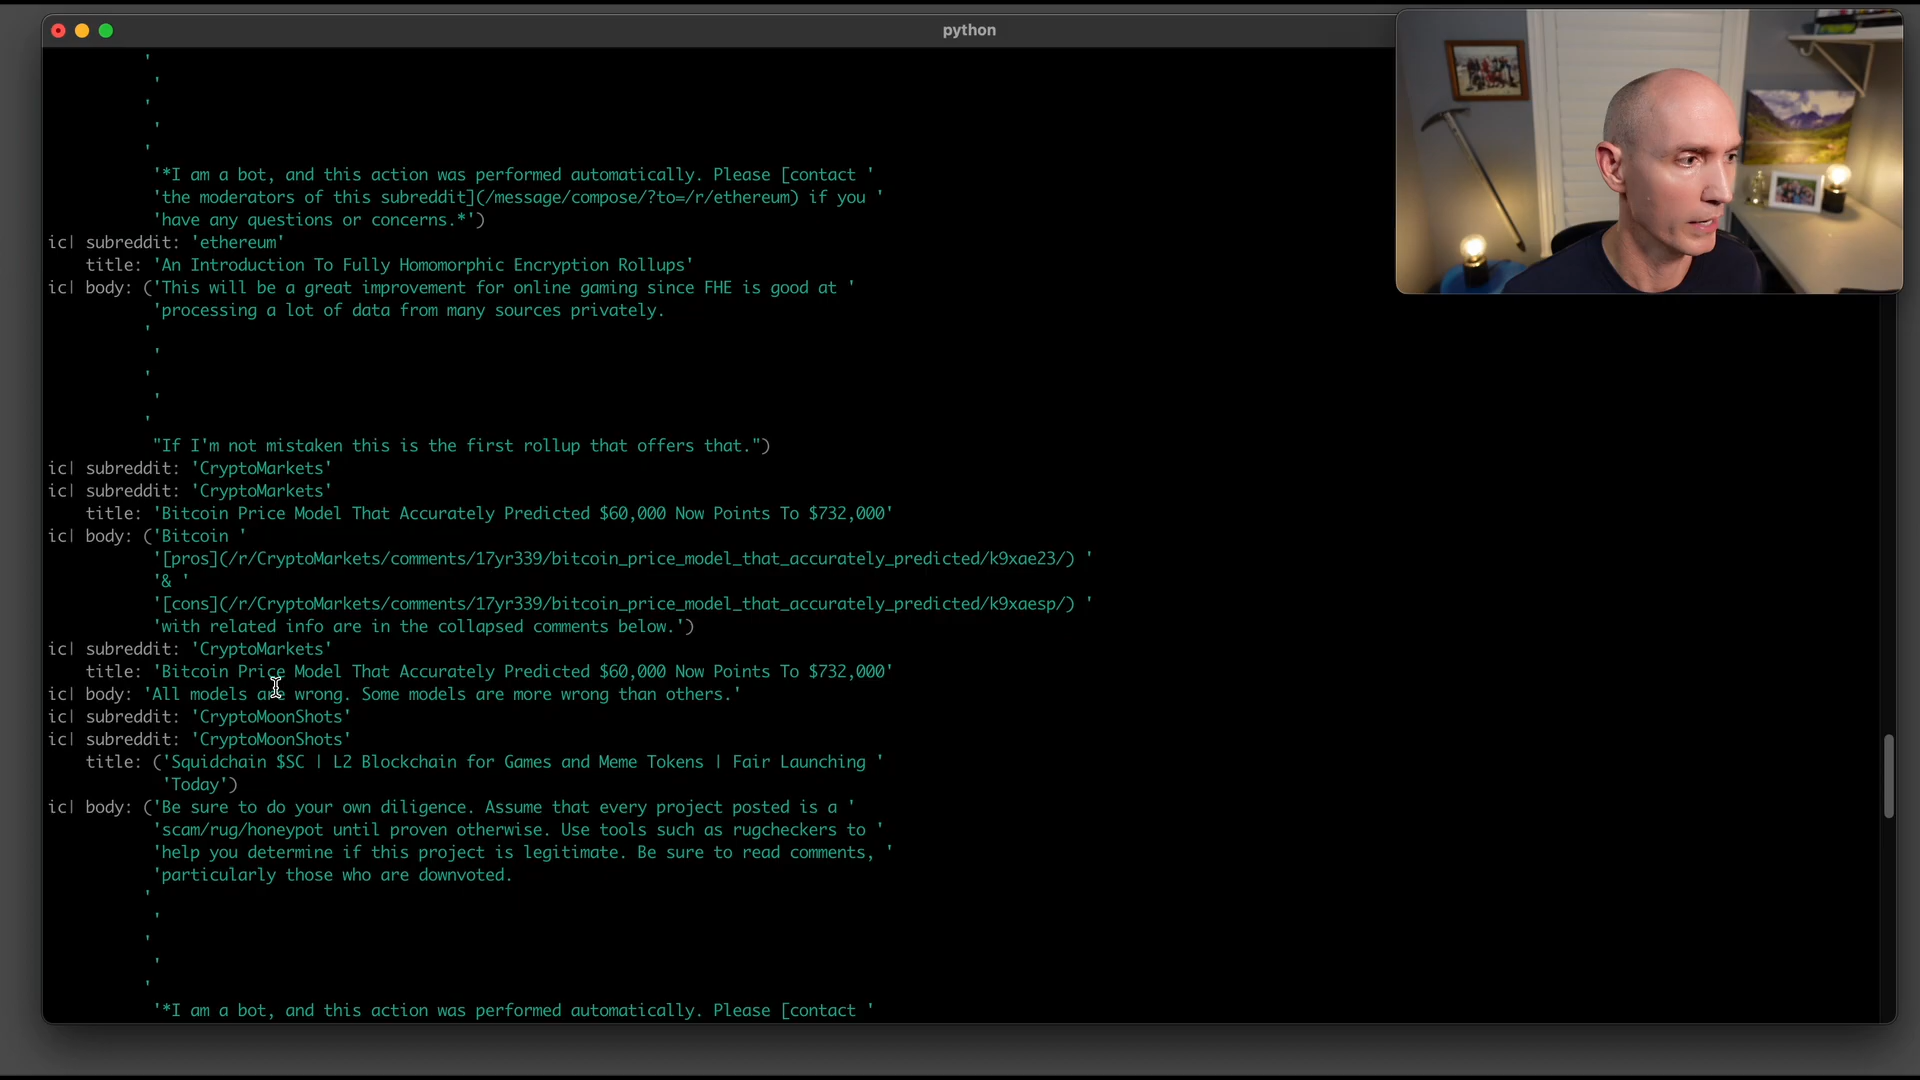 python
'
'
'
'
'
'*I am a bot, and this action was performed automatically. Please [contact '
'the moderators of this subreddit](/message/compose/?to=/r/ethereum) if you '
'have any questions or concerns.*')
ic| subreddit: 'ethereum'
title: 'An Introduction To Fully Homomorphic Encryption Rollups'
ic| body: ('This will be a great improvement for online gaming since FHE is good at '
'processing a lot of data from many sources privately.
'
'
'
'
'
"If I'm not mistaken this is the first rollup that offers that.")
ic| subreddit: 'CryptoMarkets'
ic| subreddit: 'CryptoMarkets'
title: 'Bitcoin Price Model That Accurately Predicted $60,000 Now Points To $732,000'
ic| body: ('Bitcoin '
'[pros](/r/CryptoMarkets/comments/17yr339/bitcoin_price_model_that_accurately_predicted/k9xae23/) '
'& '
'[cons](/r/CryptoMarkets/comments/17yr339/bitcoin_price_model_that_accurately_predicted/k9xaesp/) '
'with related info are in the collapsed comments below.')
ic| subreddit: 'CryptoMarkets'
title: 'Bitcoin Price Model That Accurately Predicted $60,000 Now Points To $732,000'
ic| body: 'All models are wrong. Some models are more wrong than others.'
ic| subreddit: 'CryptoMoonShots'
ic| subreddit: 'CryptoMoonShots'
title: ('Squidchain $SC | L2 Blockchain for Games and Meme Tokens | Fair Launching '
'Today')
ic| body: ('Be sure to do your own diligence. Assume that every project posted is a '
'scam/rug/honeypot until proven otherwise. Use tools such as rugcheckers to '
'help you determine if this project is legitimate. Be sure to read comments, '
'particularly those who are downvoted.
'
'
'
'
'
'*I am a bot, and this action was performed automatically. Please [contact '